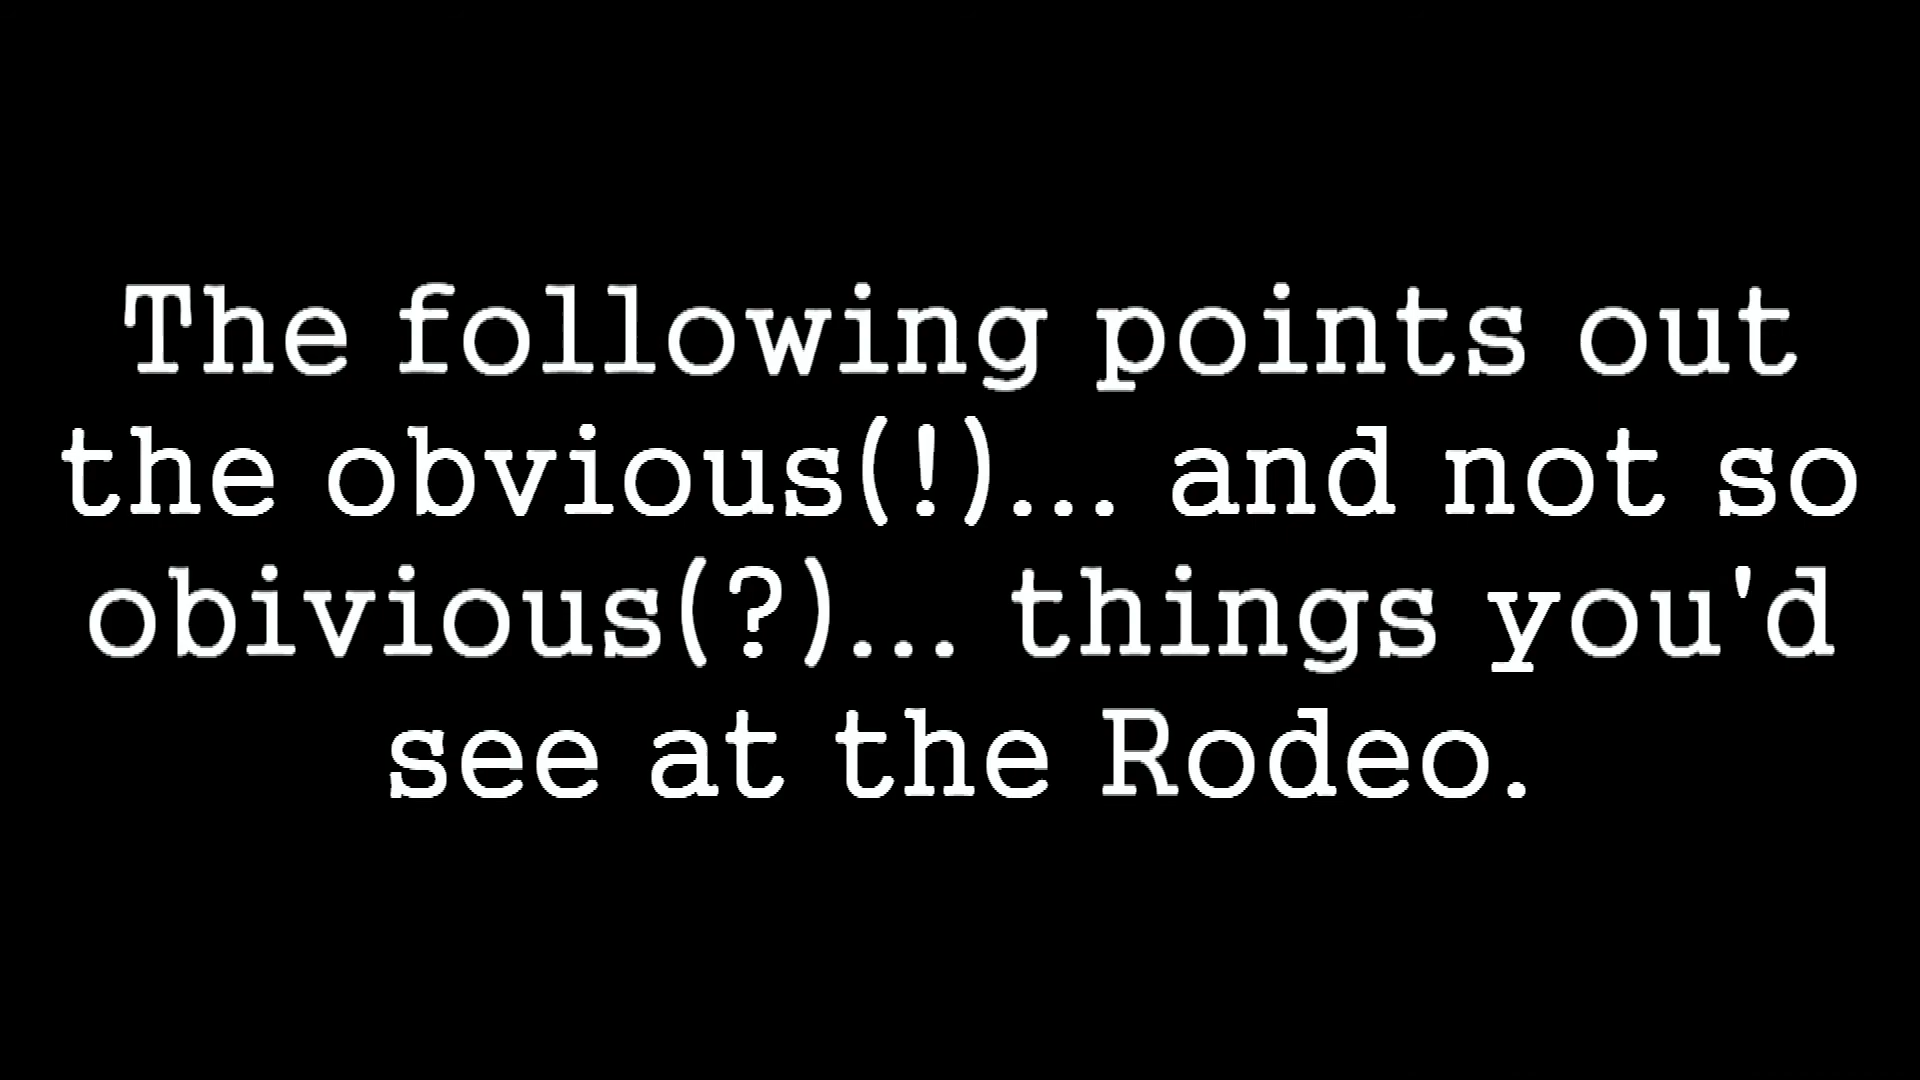 The following points out
the obvious(!)... and not so
obivious(?)... things you'd
see at the Rodeo.